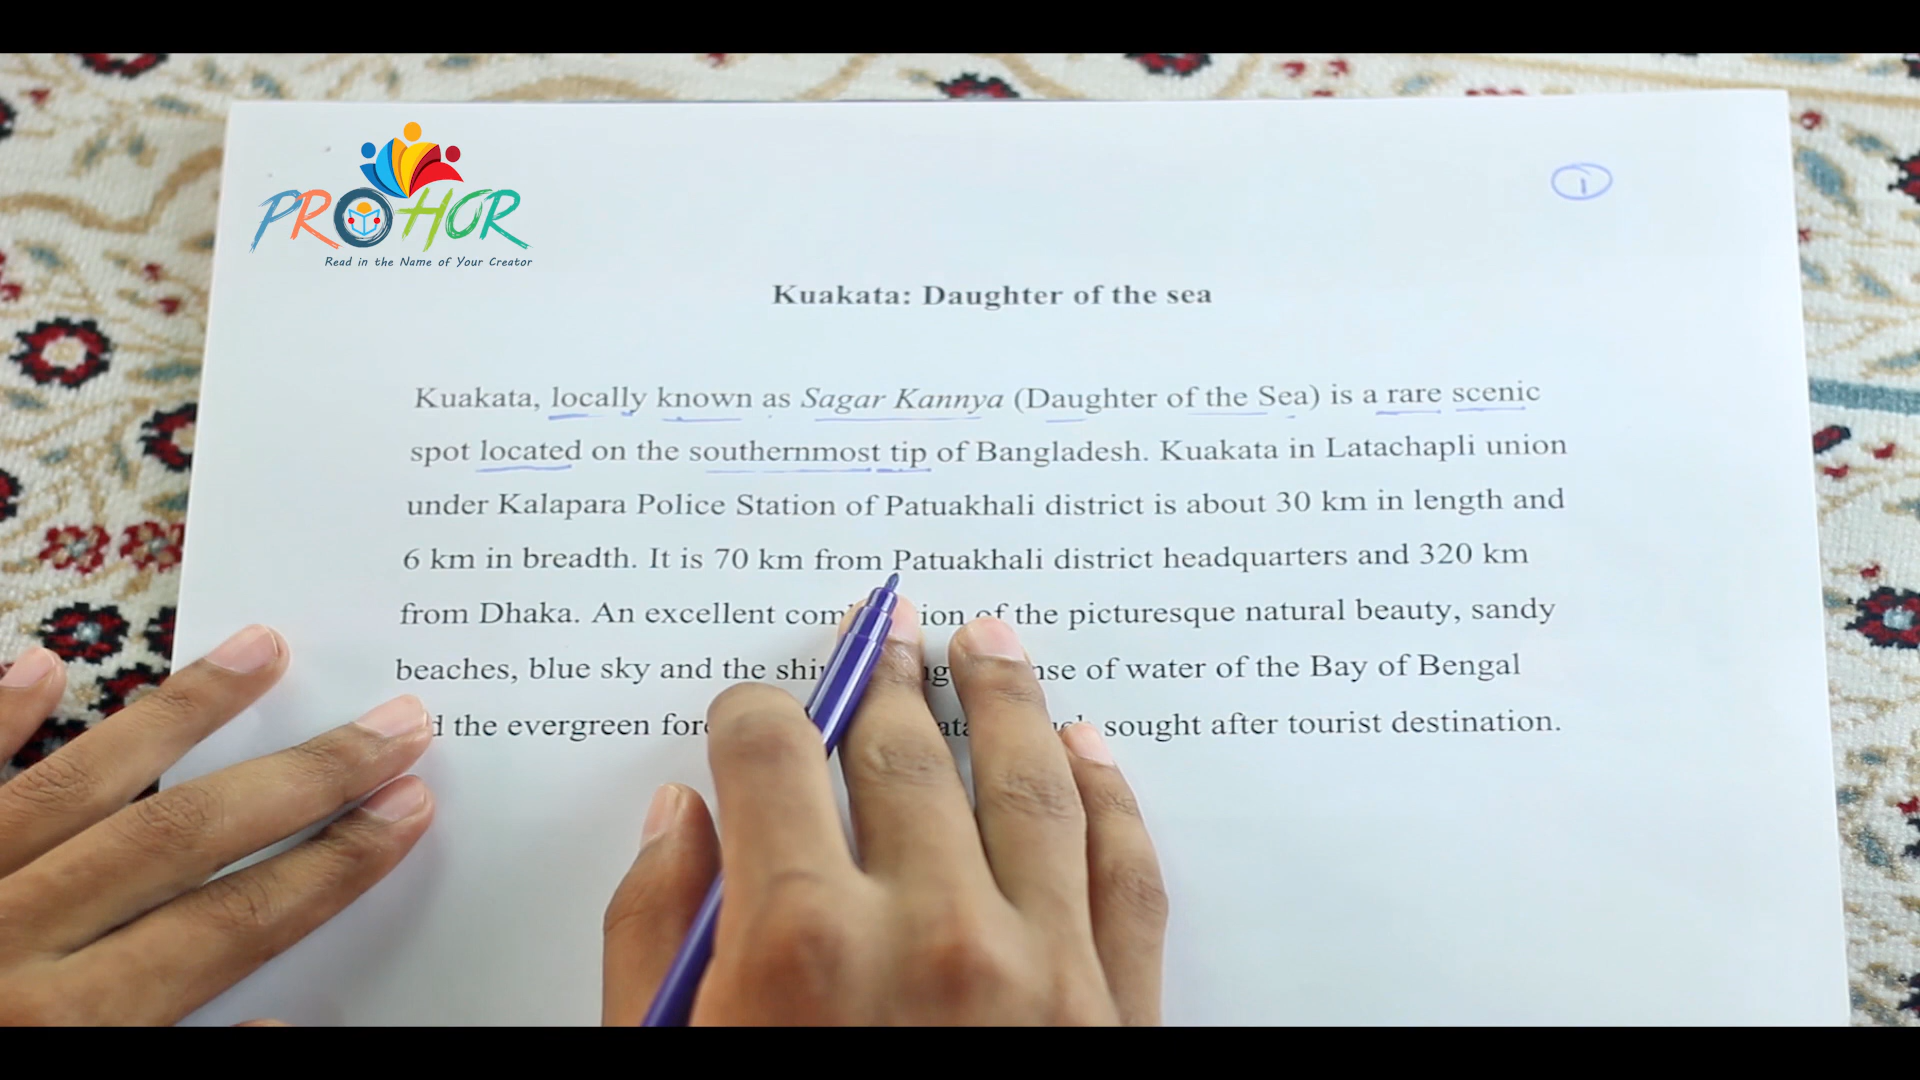 PROHOR
Read in the Name of Your Creator
1
Kuakata: Daughter of the sea
Kuakata, locally known as Sagar Kannya (Daughter of the Sea) is a rare scenic
spot located on the southernmost tip of Bangladesh. Kuakata in Latachapli union
under Kalapara Police Station of Patuakhali district is about 30 km in length and
6 km in breadth. It is 70 km from Patuakhali district headquarters and 320 km
from Dhaka. An excellent of the picturesque natural beauty, sandy
beaches, blue sky and the of water of the Bay of Bengal
the evergreen sought after tourist destination.